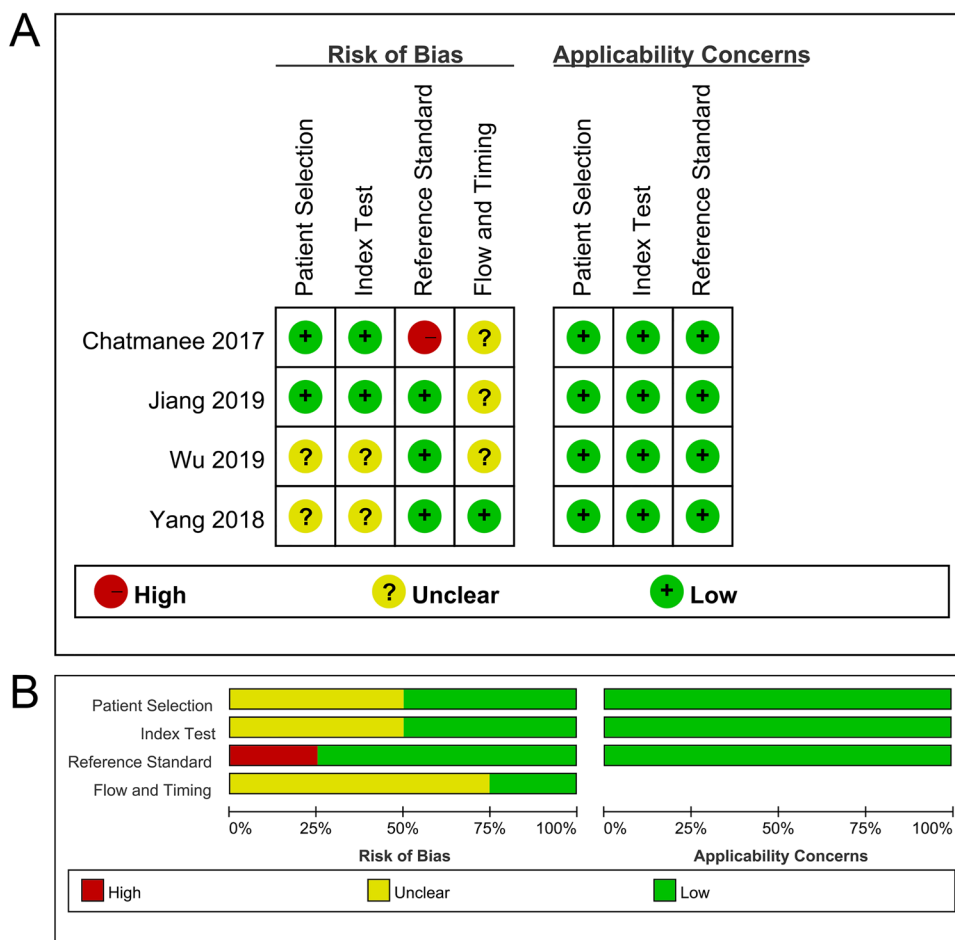 A
Risk of Bias Applicability Concerns
Patient Selection
Index Test
Reference Standard
Flow and Timing
Patient Selection
Index Test
Reference Standard
Chatmanee 2017 + + – ? + + +
Jiang 2019 + + + ? + + +
Wu 2019 ? ? + ? + + +
Yang 2018 ? ? + + + + +
– High ? Unclear + Low
B
Patient Selection
Index Test
Reference Standard
Flow and Timing
0% 25% 50% 75% 100% 0% 25% 50% 75% 100%
Risk of Bias Applicability Concerns
High Unclear Low